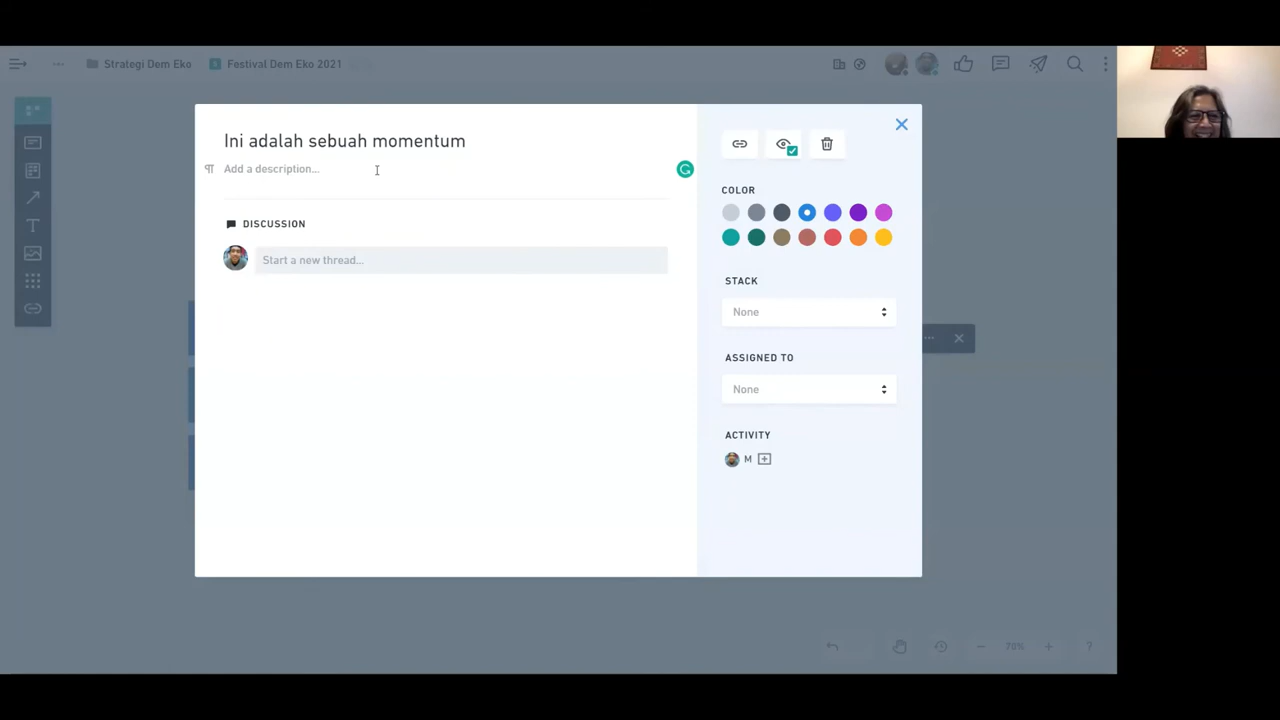 Strategi Dem Eko
Festival Dem Eko 2021
Ini adalah sebuah momentum
Add a description...
DISCUSSION
Start a new thread...
COLOR
STACK
None
ASSIGNED TO
None
ACTIVITY
M
70%
?